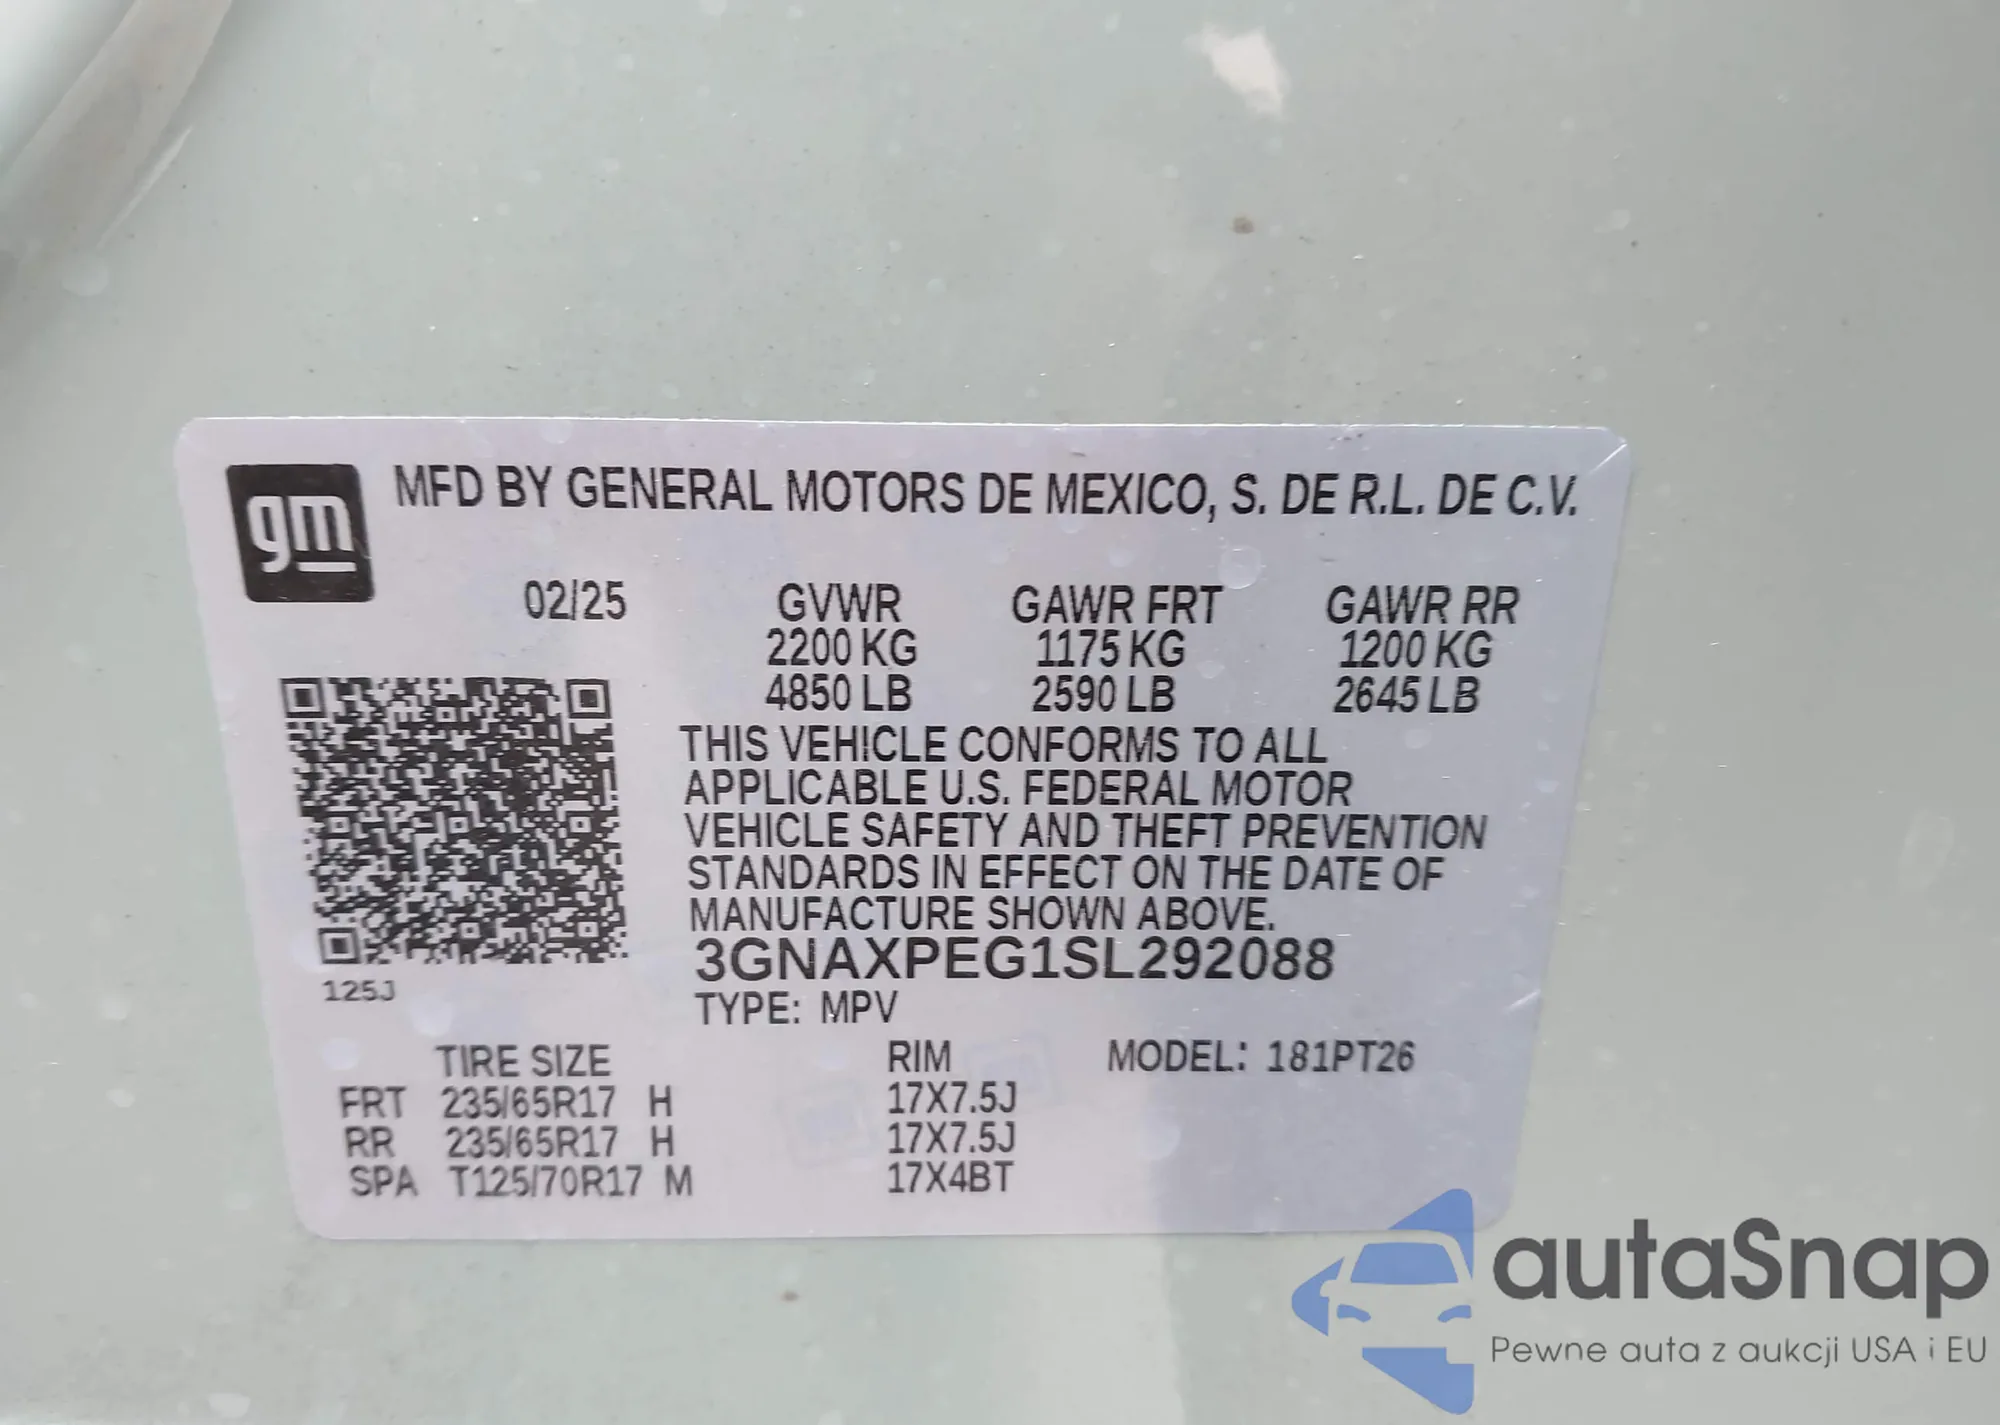 gm
MFD BY GENERAL MOTORS DE MEXICO, S. DE R.L. DE C.V.
02/25 GVWR GAWR FRT GAWR RR
2200 KG 1175 KG 1200 KG
4850 LB 2590 LB 2645 LB
THIS VEHICLE CONFORMS TO ALL
APPLICABLE U.S. FEDERAL MOTOR
VEHICLE SAFETY AND THEFT PREVENTION
STANDARDS IN EFFECT ON THE DATE OF
MANUFACTURE SHOWN ABOVE.
3GNAXPEG1SL292088
125J
TYPE: MPV
TIRE SIZE RIM MODEL: 181PT26
FRT 235/65R17 H 17X7.5J
RR 235/65R17 H 17X7.5J
SPA T125/70R17 M 17X4BT
autaSnap
Pewne auta z aukcji USA i EU